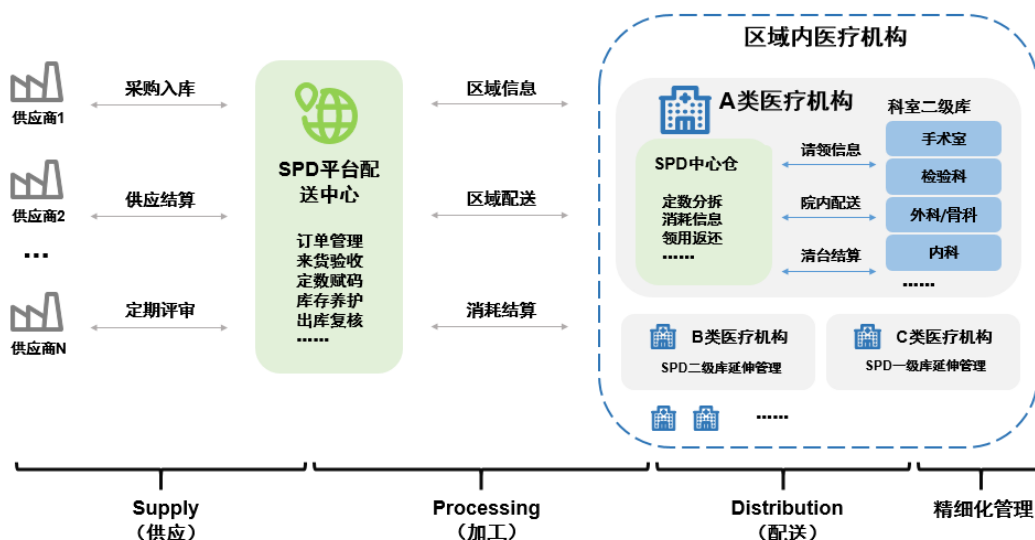 供应商1
供应商2
...
供应商N
采购入库
供应结算
定期评审
SPD平台配
送中心
订单管理
来货验收
定数赋码
库存养护
出库复核
......
区域信息
区域配送
消耗结算
区域内医疗机构
A类医疗机构
SPD中心仓
定数分拆
消耗信息
领用返还
......
请领信息
院内配送
清台结算
科室二级库
手术室
检验科
外科/骨科
内科
......
B类医疗机构
SPD二级库延伸管理
C类医疗机构
SPD一级库延伸管理
......
Supply
（供应）
Processing
（加工）
Distribution
（配送）
精细化管理